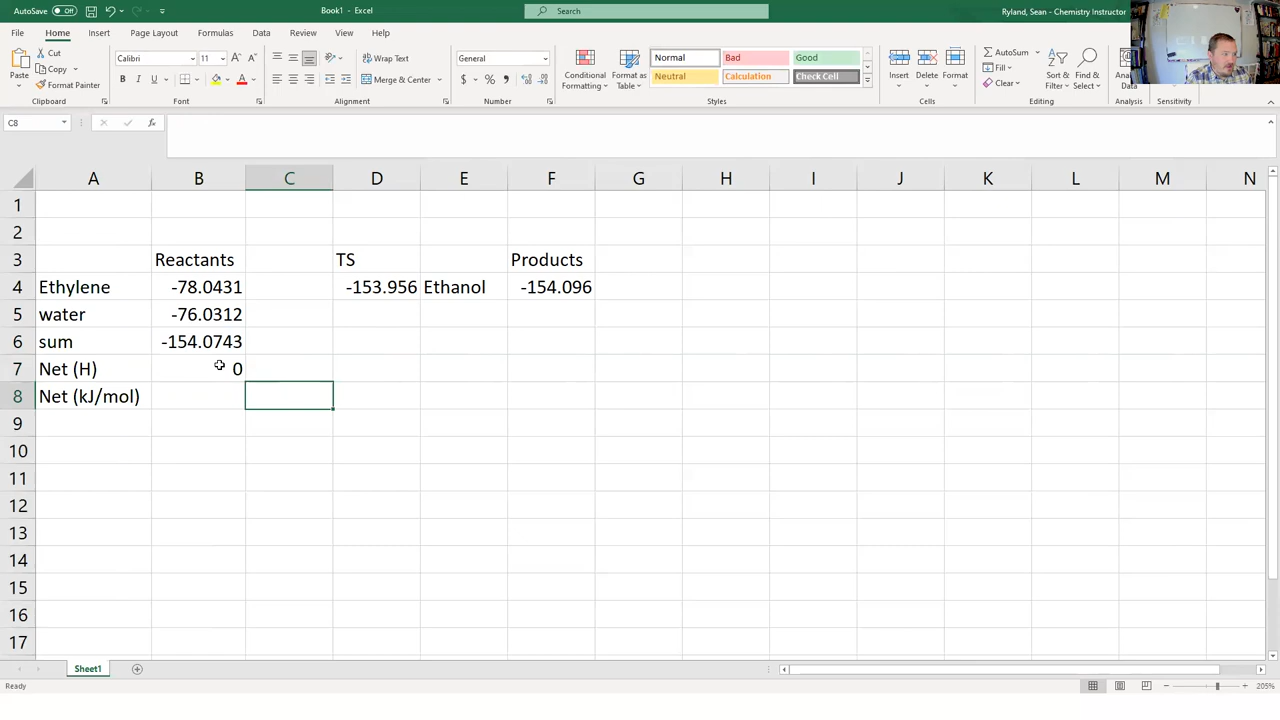 AutoSave Off Book1 - Excel Search Ryland, Sean - Chemistry Instructor
File Home Insert Page Layout Formulas Data Review View Help
Paste Cut Copy Format Painter
Calibri 11 B I U A A A
Wrap Text Merge & Center
General $ % 9
Conditional Formatting Format as Table
Normal Bad Good
Neutral Calculation Check Cell
Insert Delete Format
AutoSum Fill Clear
Sort & Filter Find & Select
Clipboard Font Alignment Number Styles Cells Editing Analysis Sensitivity
C8 fx
A B C D E F G H I J K L M N
1
2
3 Reactants TS Products
4 Ethylene -78.0431 -153.956 Ethanol -154.096
5 water -76.0312
6 sum -154.0743
7 Net (H) 0
8 Net (kJ/mol)
9
10
11
12
13
14
15
16
17
Sheet1
Ready 205%